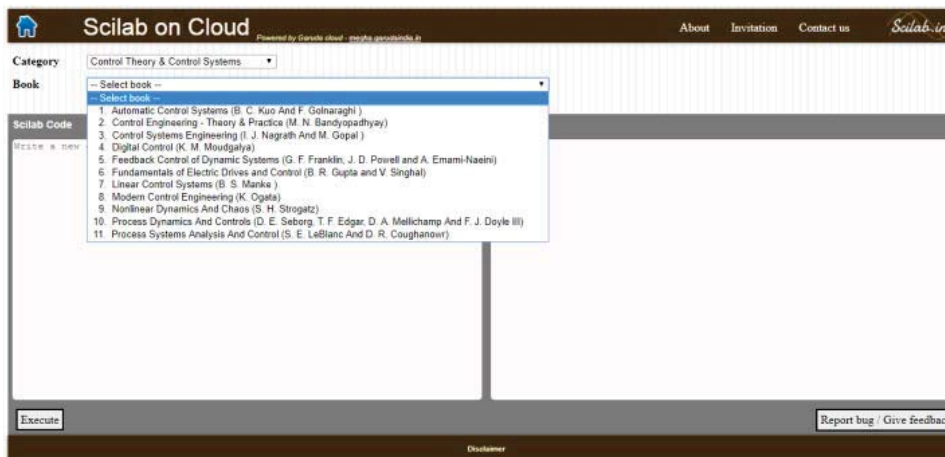 Scilab on Cloud Powered by Garuda cloud - megha.garudaindia.in About Invitation Contact us Scilab.in
Category Control Theory & Control Systems
Book -- Select book --
-- Select book --
1. Automatic Control Systems (B. C. Kuo And F. Golnaraghi )
2. Control Engineering - Theory & Practice (M. N. Bandyopadhyay)
3. Control Systems Engineering (I. J. Nagrath And M. Gopal )
4. Digital Control (K. M. Moudgalya)
5. Feedback Control of Dynamic Systems (G. F. Franklin, J. D. Powell and A. Emami-Naeini)
6. Fundamentals of Electric Drives and Control (B. R. Gupta and V. Singhal)
7. Linear Control Systems (B. S. Manke )
8. Modern Control Engineering (K. Ogata)
9. Nonlinear Dynamics And Chaos (S. H. Strogatz)
10. Process Dynamics And Controls (D. E. Seborg, T. F. Edgar, D. A. Mellichamp And F. J. Doyle III)
11. Process Systems Analysis And Control (S. E. LeBlanc And D. R. Coughanowr)
Scilab Code
Write a new
Execute Report bug / Give feedbac
Disclaimer